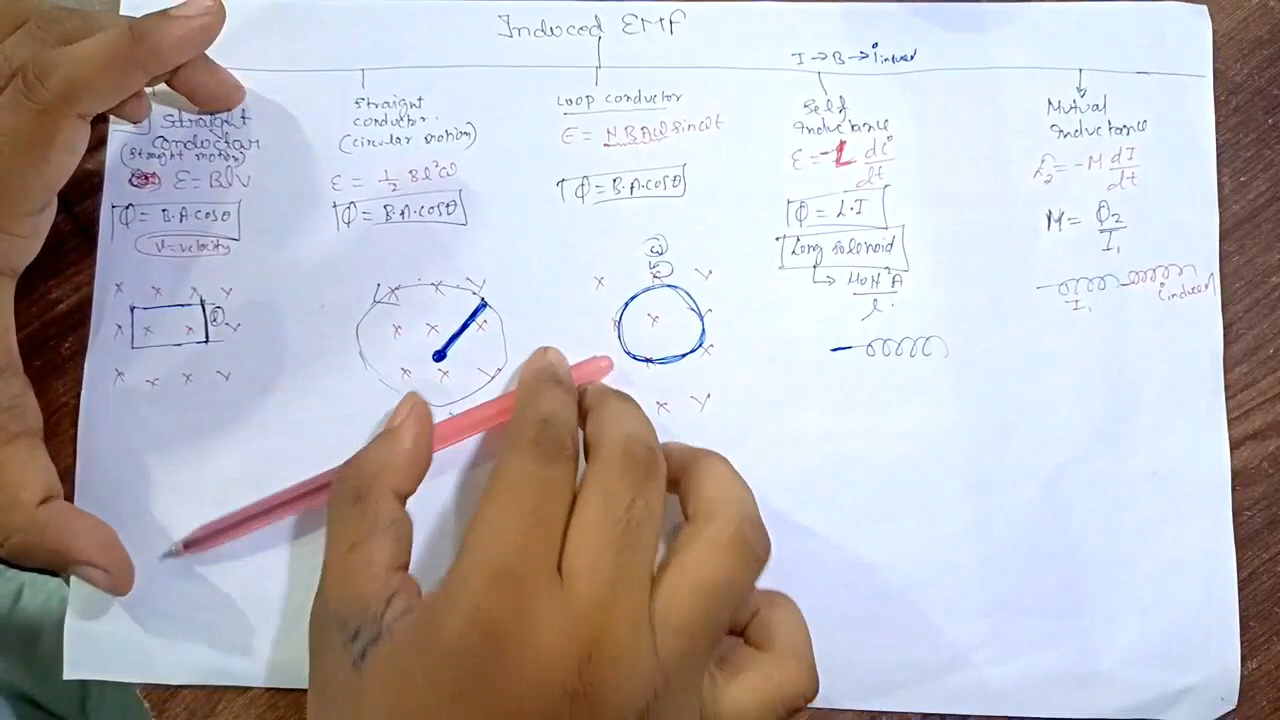 Induced EMF
I → B → i induced
Straight
Conductor
(Straight motion)
ε = Blv
Φ = B·A·cosθ
v = velocity
l
Straight
conductor.
(circular motion)
ε = 1/2 Bl²ω
Φ = B·A·cosθ
Loop conductor
ε = NBAω sinωt
Φ = B·A·cosθ
ω
Self
Inductance
ε = -L di/dt
Φ = L·I
Long solenoid
→ μ₀N²A/l
Mutual
Inductance
ε₂ = -M dI/dt
M = Φ₂/I₁
I₁
i induced